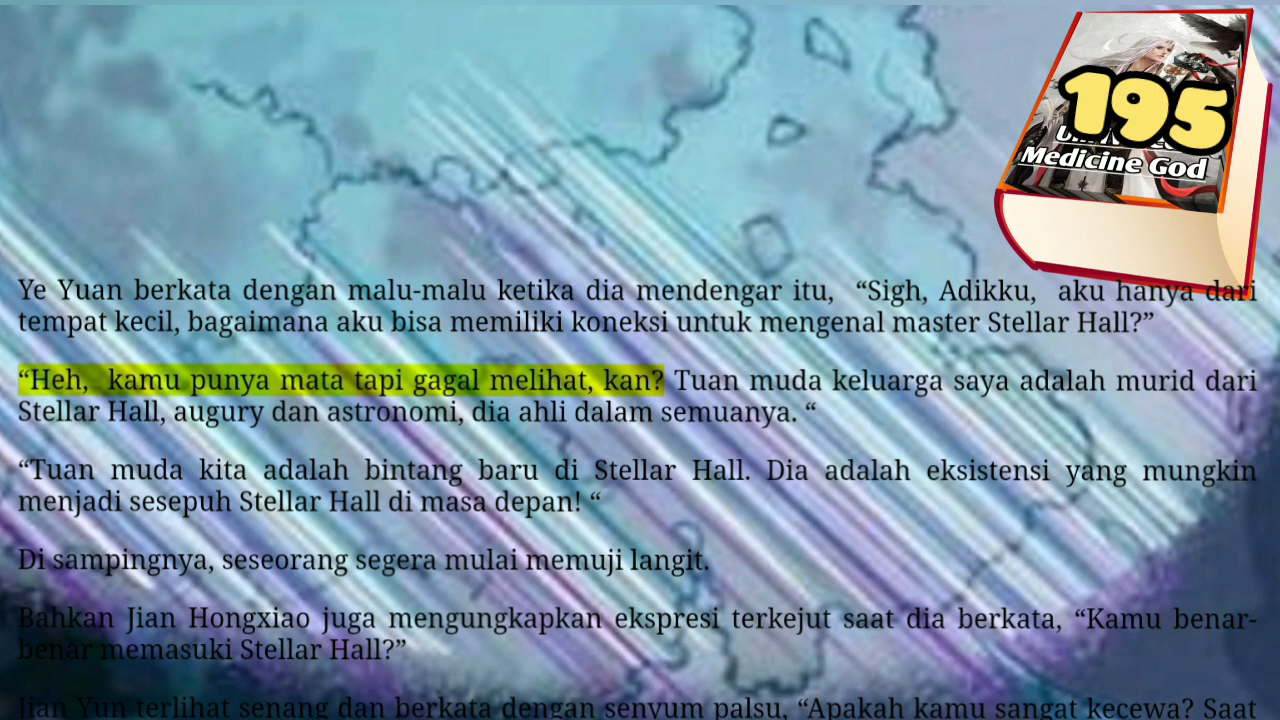 195
Medicine God
Ye Yuan berkata dengan malu-malu ketika dia mendengar itu, “Sigh, Adikku, aku hanya dari
tempat kecil, bagaimana aku bisa memiliki koneksi untuk mengenal master Stellar Hall?”
“Heh, kamu punya mata tapi gagal melihat, kan? Tuan muda keluarga saya adalah murid dari
Stellar Hall, augury dan astronomi, dia ahli dalam semuanya. “
“Tuan muda kita adalah bintang baru di Stellar Hall. Dia adalah eksistensi yang mungkin
menjadi sesepuh Stellar Hall di masa depan! “
Di sampingnya, seseorang segera mulai memuji langit.
Bahkan Jian Hongxiao juga mengungkapkan ekspresi terkejut saat dia berkata, “Kamu benar-
benar memasuki Stellar Hall?”
Jian Yun terlihat senang dan berkata dengan senyum palsu, “Apakah kamu sangat kecewa? Saat